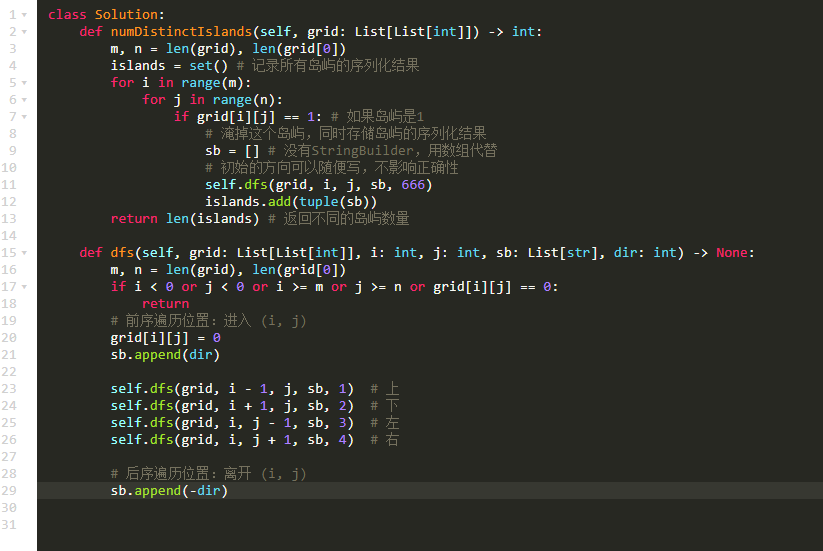 1 class Solution:
2     def numDistinctIslands(self, grid: List[List[int]]) -> int:
3         m, n = len(grid), len(grid[0])
4         islands = set() # 记录所有岛屿的序列化结果
5         for i in range(m):
6             for j in range(n):
7                 if grid[i][j] == 1: # 如果岛屿是1
8                     # 淹掉这个岛屿，同时存储岛屿的序列化结果
9                     sb = [] # 没有StringBuilder，用数组代替
10                     # 初始的方向可以随便写，不影响正确性
11                     self.dfs(grid, i, j, sb, 666)
12                     islands.add(tuple(sb))
13         return len(islands) # 返回不同的岛屿数量
14
15     def dfs(self, grid: List[List[int]], i: int, j: int, sb: List[str], dir: int) -> None:
16         m, n = len(grid), len(grid[0])
17         if i < 0 or j < 0 or i >= m or j >= n or grid[i][j] == 0:
18             return
19         # 前序遍历位置：进入 (i, j)
20         grid[i][j] = 0
21         sb.append(dir)
22
23         self.dfs(grid, i - 1, j, sb, 1)  # 上
24         self.dfs(grid, i + 1, j, sb, 2)  # 下
25         self.dfs(grid, i, j - 1, sb, 3)  # 左
26         self.dfs(grid, i, j + 1, sb, 4)  # 右
27
28         # 后序遍历位置：离开 (i, j)
29         sb.append(-dir)
30
31